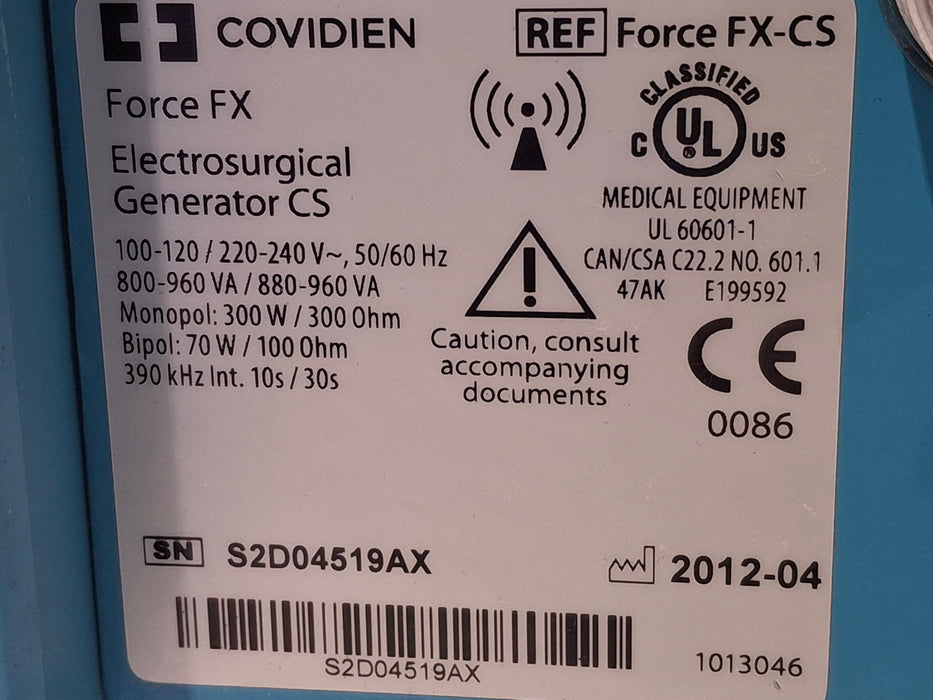 COVIDIEN
REF Force FX-CS
Force FX
Electrosurgical
Generator CS
100-120 / 220-240 V~, 50/60 Hz
800-960 VA / 880-960 VA
Monopol: 300 W / 300 Ohm
Bipol: 70 W / 100 Ohm
390 kHz Int. 10s / 30s
CLASSIFIED
C UL ® US
MEDICAL EQUIPMENT
UL 60601-1
CAN/CSA C22.2 NO. 601.1
47AK E199592
Caution, consult
accompanying
documents
CE
0086
SN S2D04519AX
2012-04
S2D04519AX
1013046